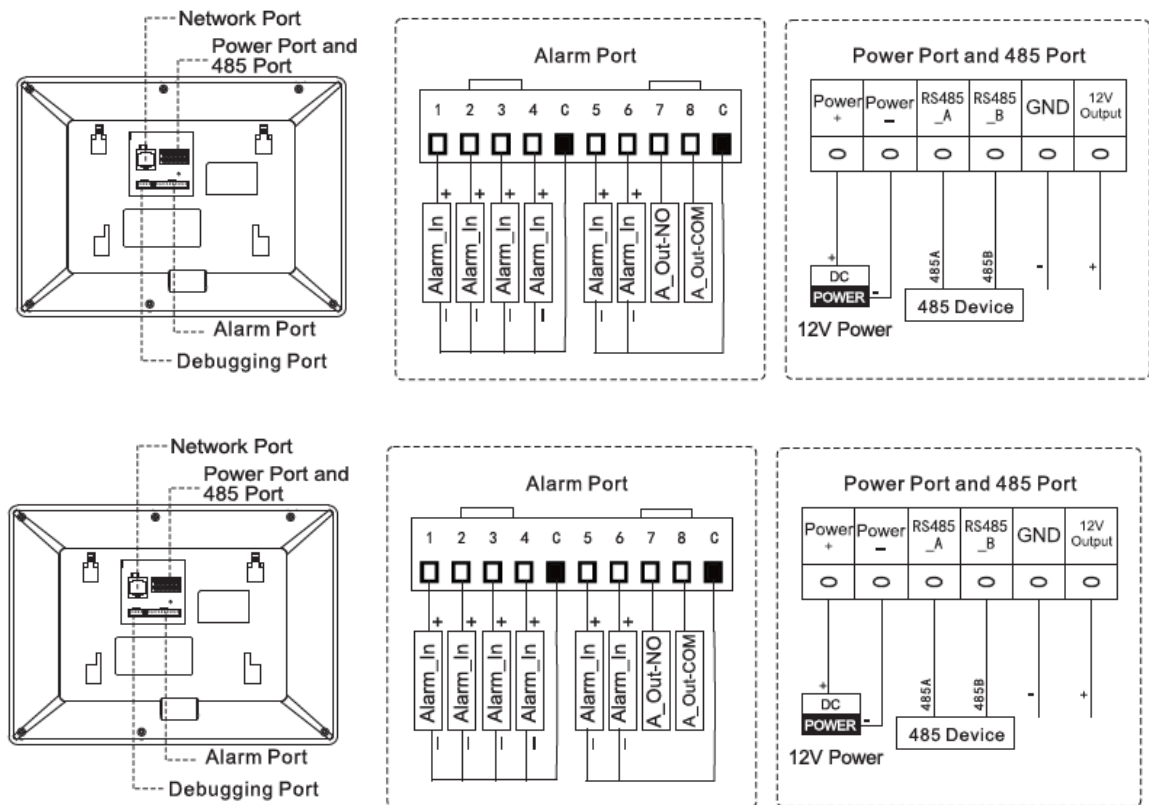 Network Port
Power Port and
485 Port
Alarm Port
Debugging Port
Alarm Port
1 2 3 4 C 5 6 7 8 C
+ + + + + +
Alarm_In Alarm_In Alarm_In Alarm_In Alarm_In Alarm_In A_Out-NO A_Out-COM
− − − − − −
Power Port and 485 Port
Power + Power − RS485_A RS485_B GND 12V Output
+ − 485A 485B - +
DC
POWER
485 Device
12V Power
Network Port
Power Port and
485 Port
Alarm Port
Debugging Port
Alarm Port
1 2 3 4 C 5 6 7 8 C
+ + + + + +
Alarm_In Alarm_In Alarm_In Alarm_In Alarm_In Alarm_In A_Out-NO A_Out-COM
− − − − − −
Power Port and 485 Port
Power + Power − RS485_A RS485_B GND 12V Output
+ − 485A 485B - +
DC
POWER
485 Device
12V Power